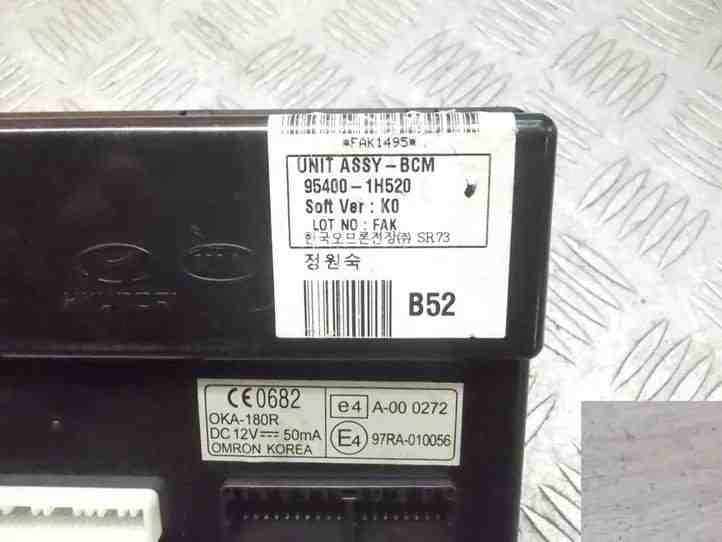 *FAK1495*
UNIT ASSY-BCM
95400-1H520
Soft Ver : K0
LOT NO : FAK
한국오므론전장㈜ SR73
정원숙
B52
HYUNDAI
KIA
CE0682
OKA-180R
DC 12V 50mA
OMRON KOREA
e4 A-00 0272
E4 97RA-010056